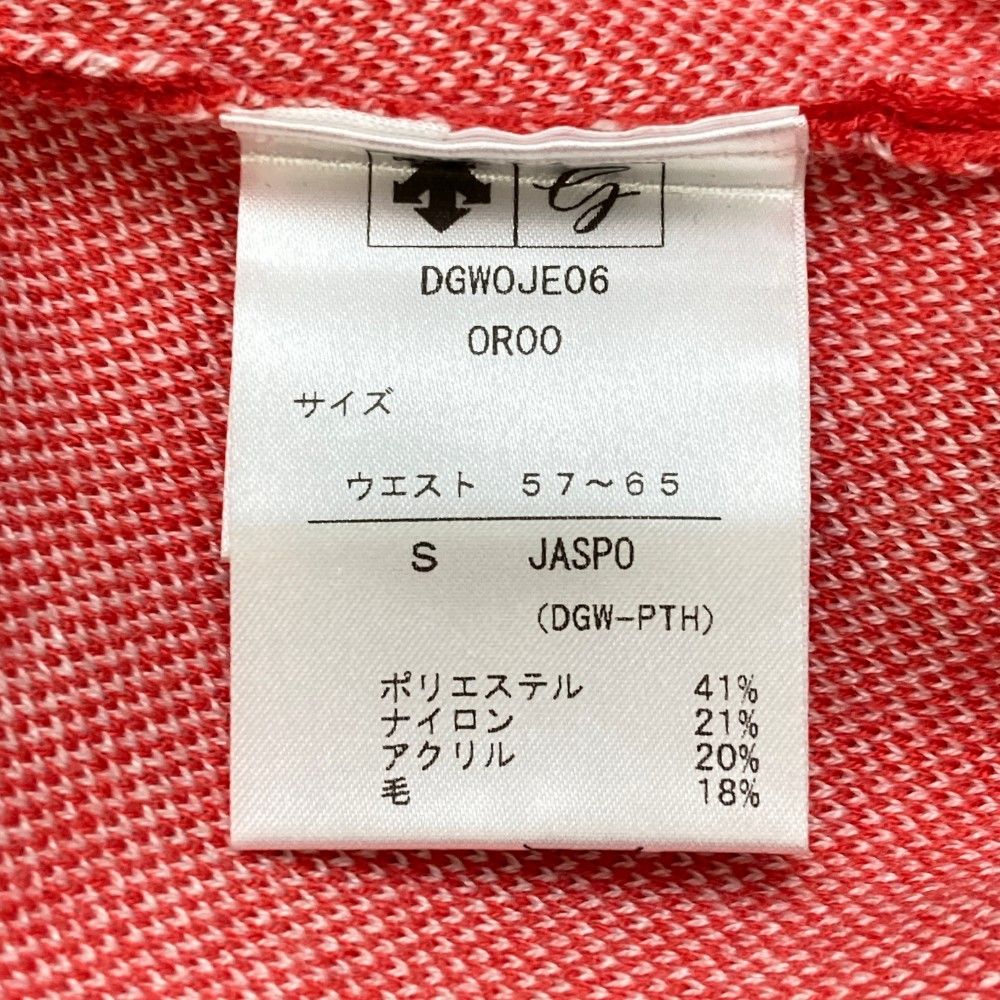 DGWOJE06
OR00
サイズ
ウエスト 57～65
S JASPO
(DGW-PTH)
ポリエステル 41%
ナイロン 21%
アクリル 20%
毛 18%